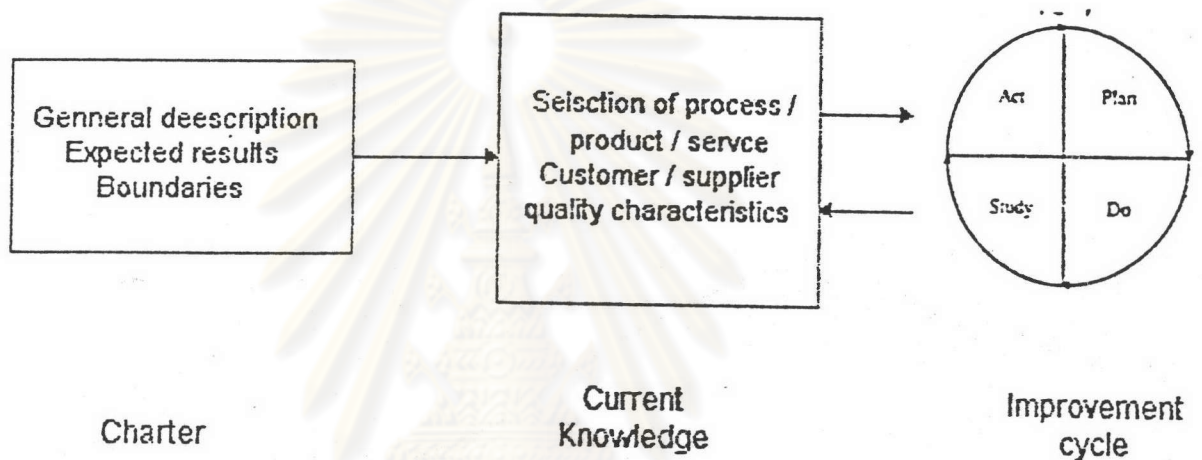 Genneral deescription
Expected results
Boundaries
Seisction of process /
product / servce
Customer / supplier
quality characteristics
Act
Plan
Study
Do
Charter
Current
Knowledge
Improvement
cycle